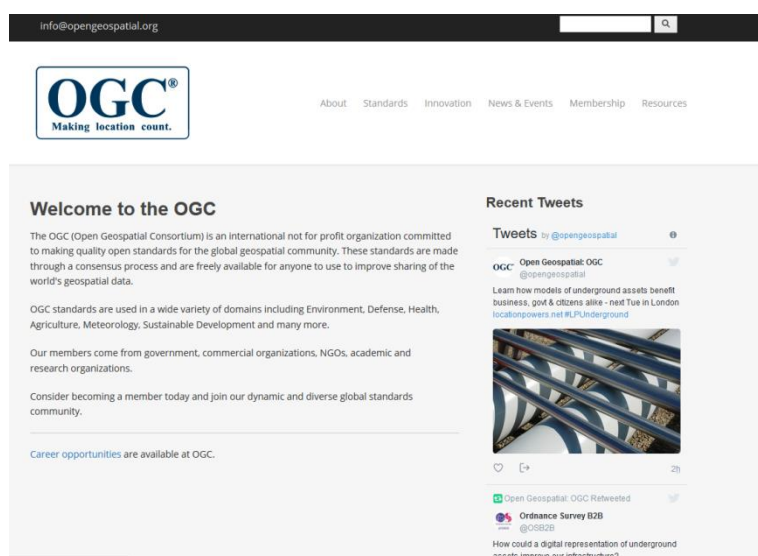 info@opengeospatial.org
OGC®
Making location count.
About Standards Innovation News & Events Membership Resources
Welcome to the OGC
The OGC (Open Geospatial Consortium) is an international not for profit organization committed
to making quality open standards for the global geospatial community. These standards are made
through a consensus process and are freely available for anyone to use to improve sharing of the
world's geospatial data.
OGC standards are used in a wide variety of domains including Environment, Defense, Health,
Agriculture, Meteorology, Sustainable Development and many more.
Our members come from government, commercial organizations, NGOs, academic and
research organizations.
Consider becoming a member today and join our dynamic and diverse global standards
community.
Career opportunities are available at OGC.
Recent Tweets
Tweets by @opengeospatial
OGC Open Geospatial: OGC
@opengeospatial
Learn how models of underground assets benefit
business, govt & citizens alike - next Tue in London
locationpowers.net #LPUnderground
2h
Open Geospatial: OGC Retweeted
Ordnance Survey B2B
@OSB2B
How could a digital representation of underground
assets improve our infrastructure?